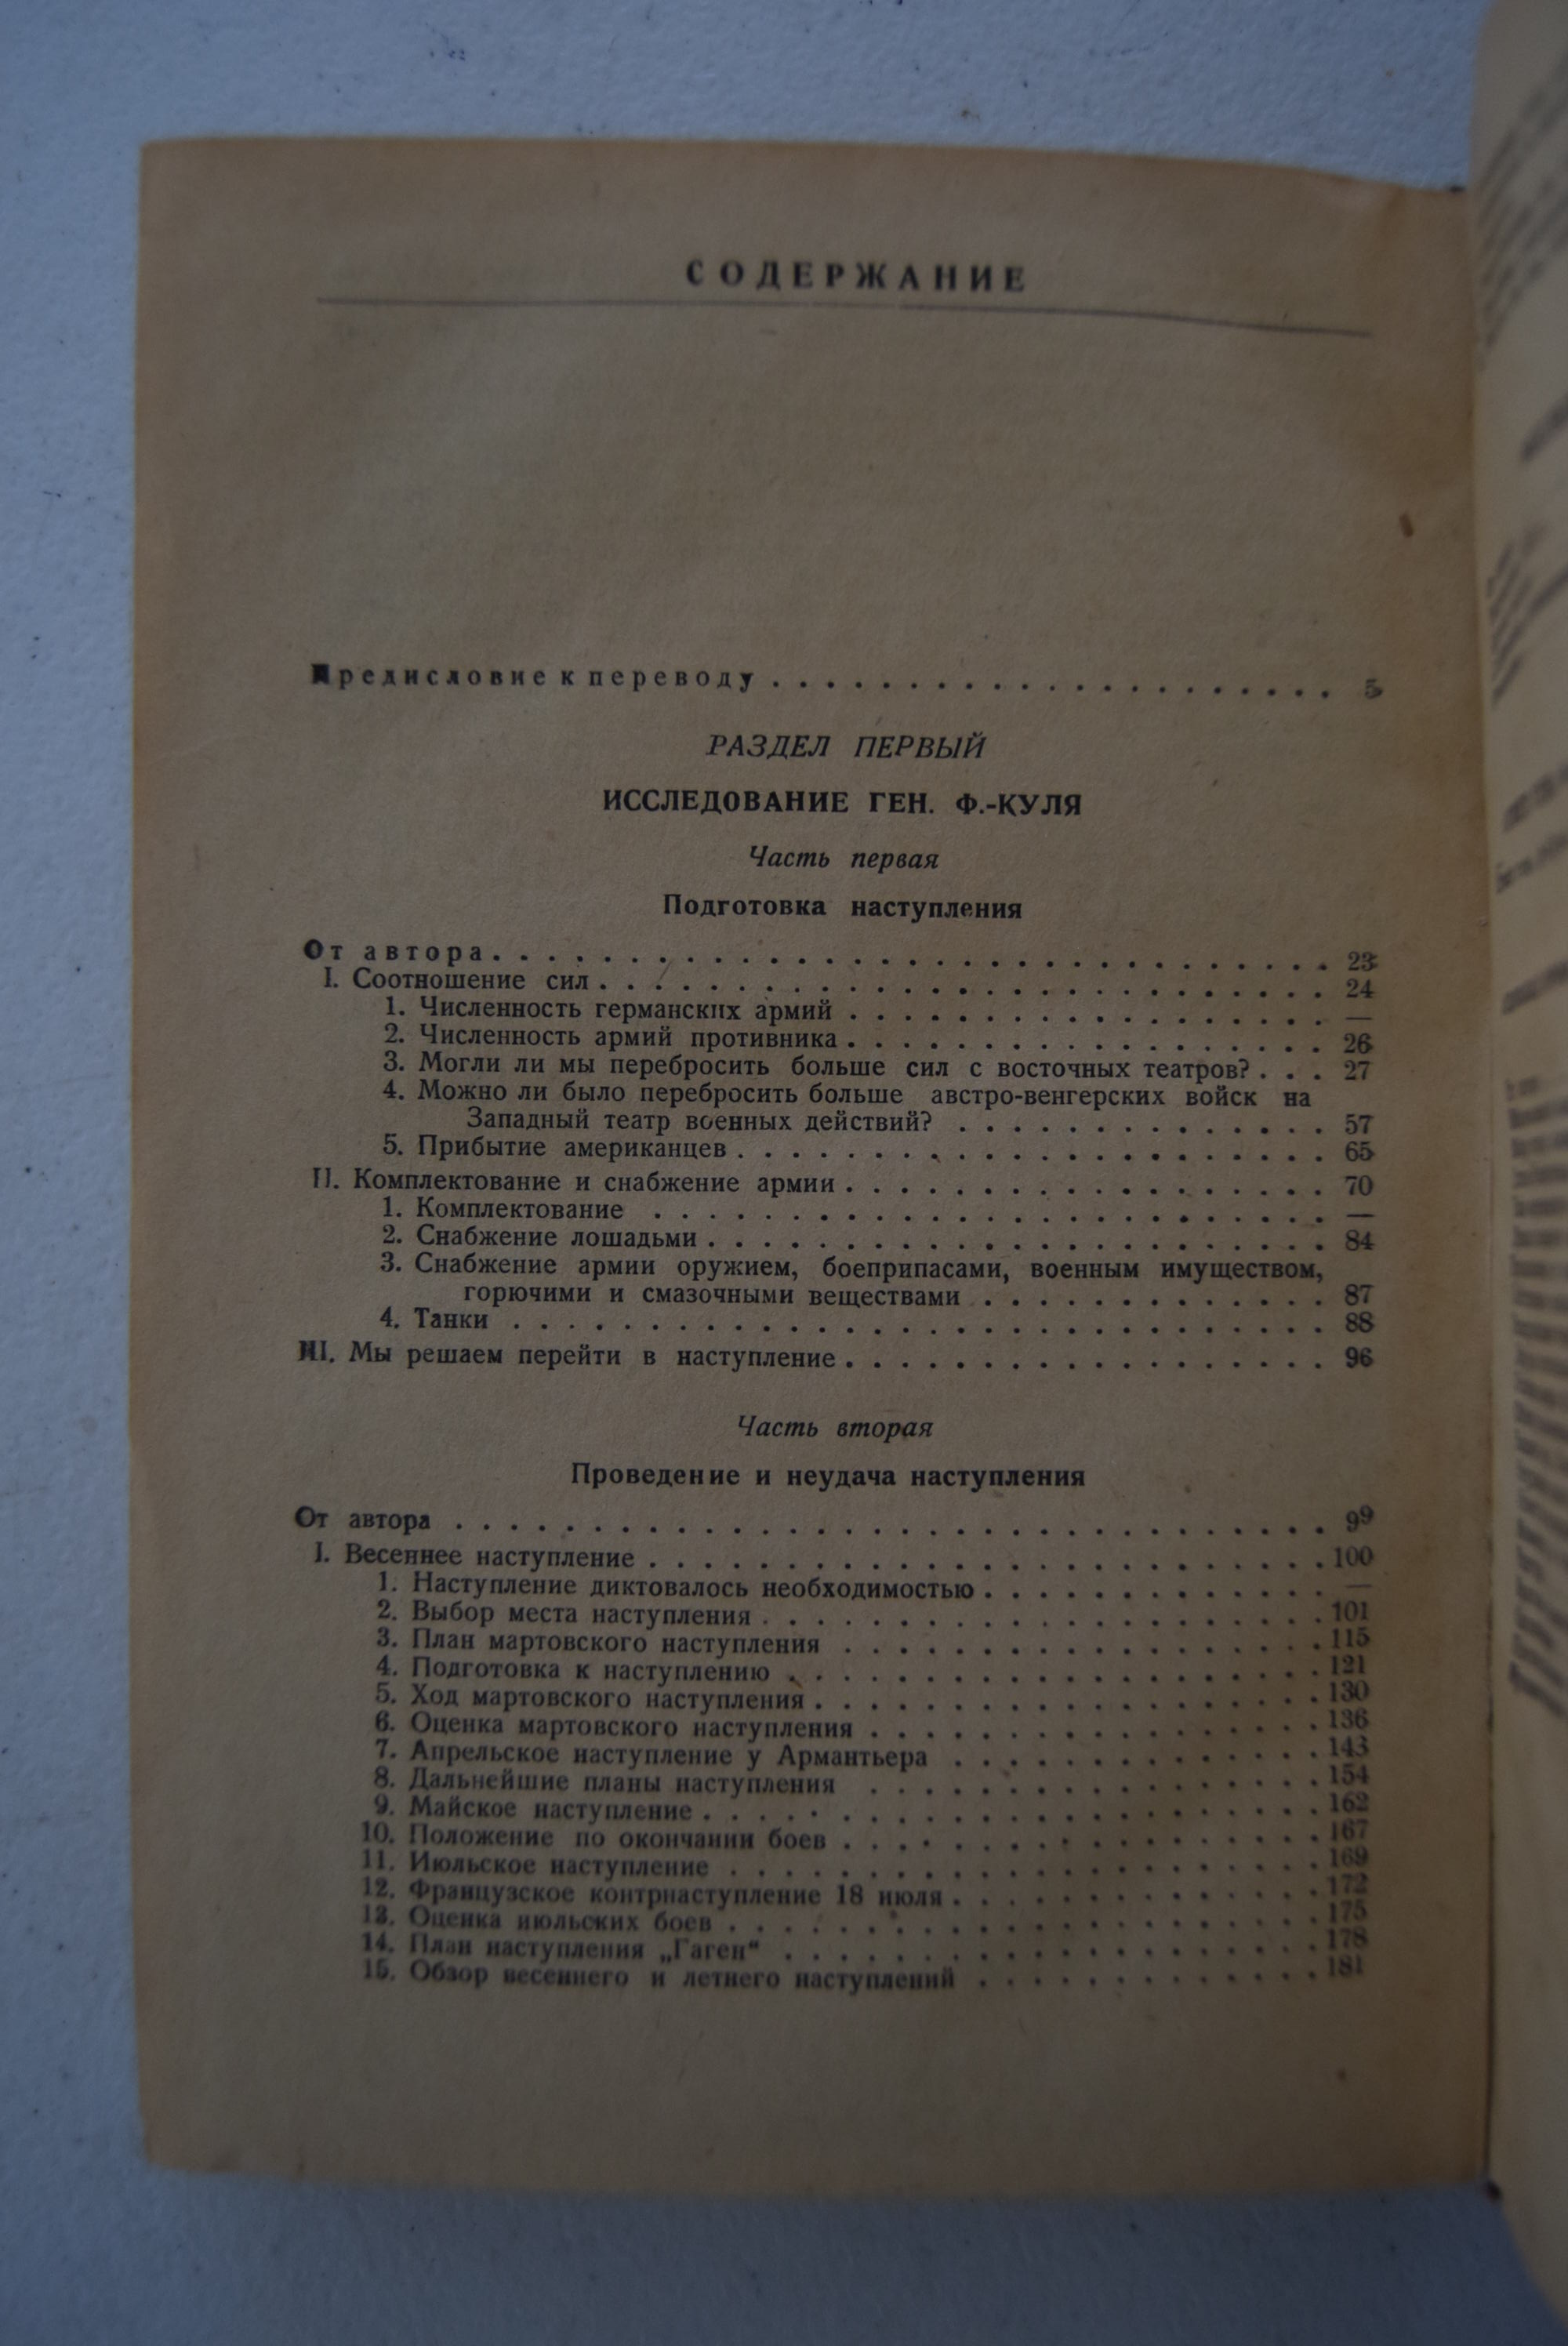 СОДЕРЖАНИЕ
Предисловие к переводу . . . . . . . . . . . . . . . . . . . . . 5
РАЗДЕЛ ПЕРВЫЙ
ИССЛЕДОВАНИЕ ГЕН. Ф.-КУЛЯ
Часть первая
Подготовка наступления
От автора. . . . . . . . . . . . . . . . . . . . . . . . . . . . . . . 23
I. Соотношение сил . . . . . . . . . . . . . . . . . . . . . . . . . . . 24
1. Численность германских армий . . . . . . . . . . . . . . . . . . —
2. Численность армий противника . . . . . . . . . . . . . . . . . . 26
3. Могли ли мы перебросить больше сил с восточных театров? . . . 27
4. Можно ли было перебросить больше австро-венгерских войск на
Западный театр военных действий? . . . . . . . . . . . . . . 57
5. Прибытие американцев . . . . . . . . . . . . . . . . . . . . . . 65
II. Комплектование и снабжение армии . . . . . . . . . . . . . . . . . . 70
1. Комплектование . . . . . . . . . . . . . . . . . . . . . . . . . —
2. Снабжение лошадьми . . . . . . . . . . . . . . . . . . . . . . . 84
3. Снабжение армии оружием, боеприпасами, военным имуществом,
горючими и смазочными веществами . . . . . . . . . . . . . 87
4. Танки . . . . . . . . . . . . . . . . . . . . . . . . . . . . . . 88
III. Мы решаем перейти в наступление . . . . . . . . . . . . . . . . . . 96
Часть вторая
Проведение и неудача наступления
От автора . . . . . . . . . . . . . . . . . . . . . . . . . . . . . . . . 99
I. Весеннее наступление . . . . . . . . . . . . . . . . . . . . . . . . . 100
1. Наступление диктовалось необходимостью . . . . . . . . . . . . . —
2. Выбор места наступления . . . . . . . . . . . . . . . . . . . . . 101
3. План мартовского наступления . . . . . . . . . . . . . . . . . . 115
4. Подготовка к наступлению . . . . . . . . . . . . . . . . . . . . 121
5. Ход мартовского наступления . . . . . . . . . . . . . . . . . . . 130
6. Оценка мартовского наступления . . . . . . . . . . . . . . . . . 136
7. Апрельское наступление у Армантьера . . . . . . . . . . . . . . 143
8. Дальнейшие планы наступления . . . . . . . . . . . . . . . . . 154
9. Майское наступление . . . . . . . . . . . . . . . . . . . . . . . 162
10. Положение по окончании боев . . . . . . . . . . . . . . . . . . 167
11. Июльское наступление . . . . . . . . . . . . . . . . . . . . . . 169
12. Французское контрнаступление 18 июля . . . . . . . . . . . . . . 172
13. Оценка июльских боев . . . . . . . . . . . . . . . . . . . . . . 175
14. План наступления „Гаген“ . . . . . . . . . . . . . . . . . . . . 178
15. Обзор весеннего и летнего наступлений . . . . . . . . . . . . . 181